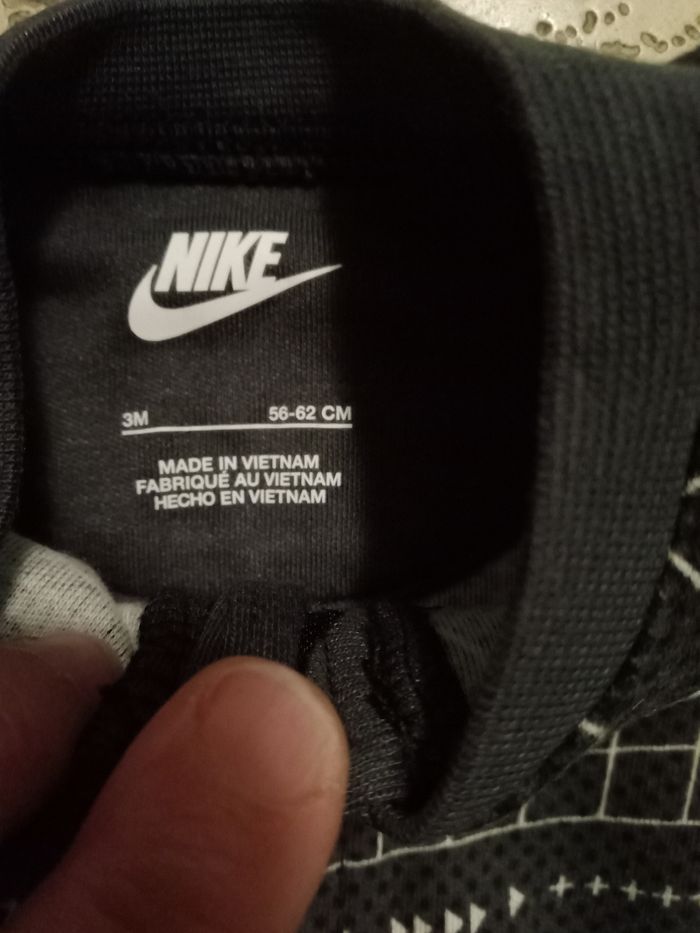 NIKE
3M 56-62 CM
MADE IN VIETNAM
FABRIQUÉ AU VIETNAM
HECHO EN VIETNAM